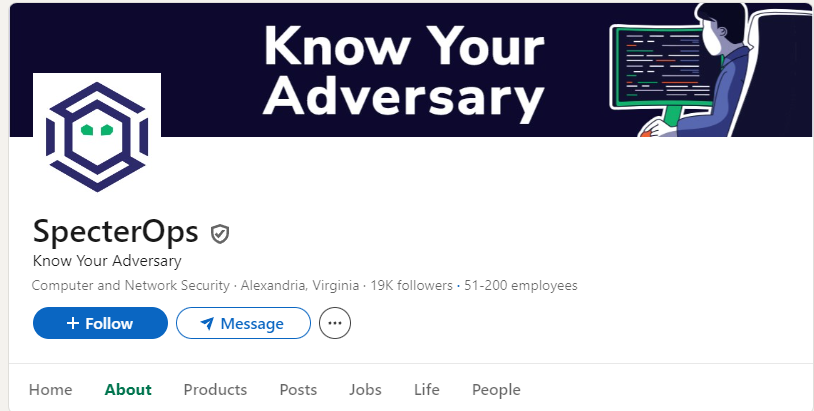 Know Your
Adversary
SpecterOps
Know Your Adversary
Computer and Network Security · Alexandria, Virginia · 19K followers · 51-200 employees
+ Follow Message ...
Home About Products Posts Jobs Life People